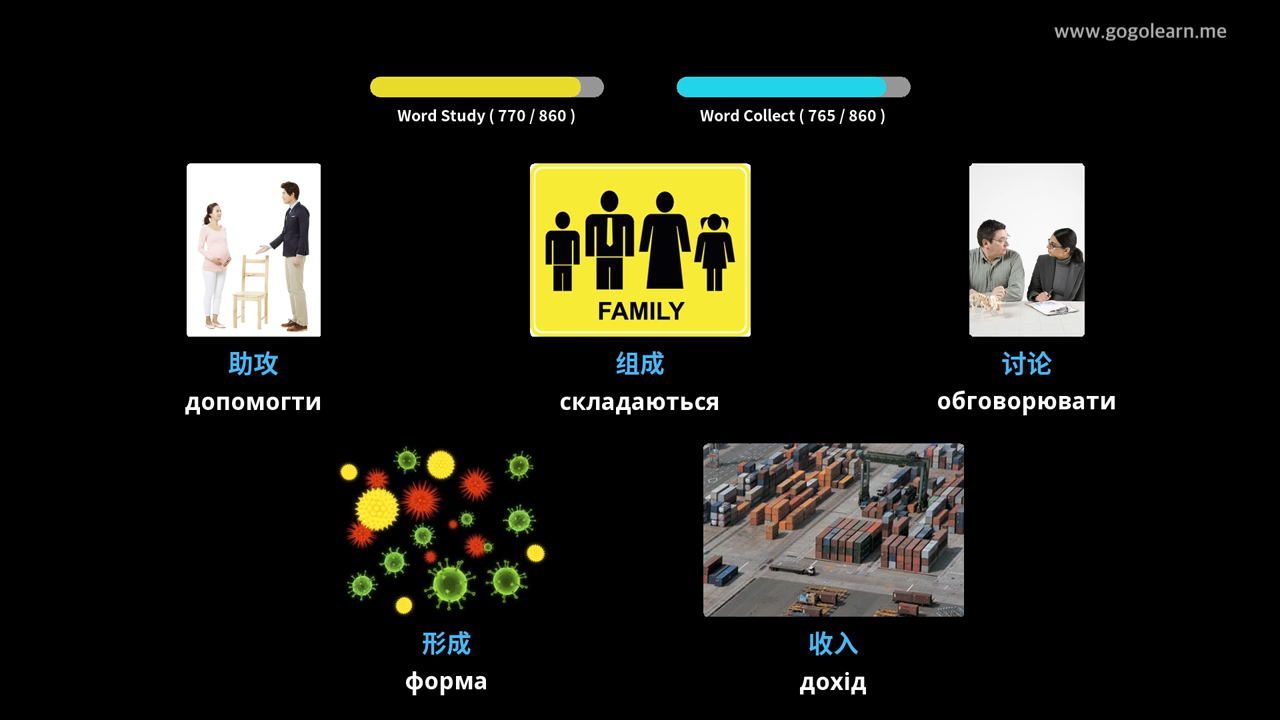 www.gogolearn.me
Word Study ( 770 / 860 )
Word Collect ( 765 / 860 )
FAMILY
助攻
组成
讨论
допомогти
складаються
обговорювати
形成
收入
форма
дохід